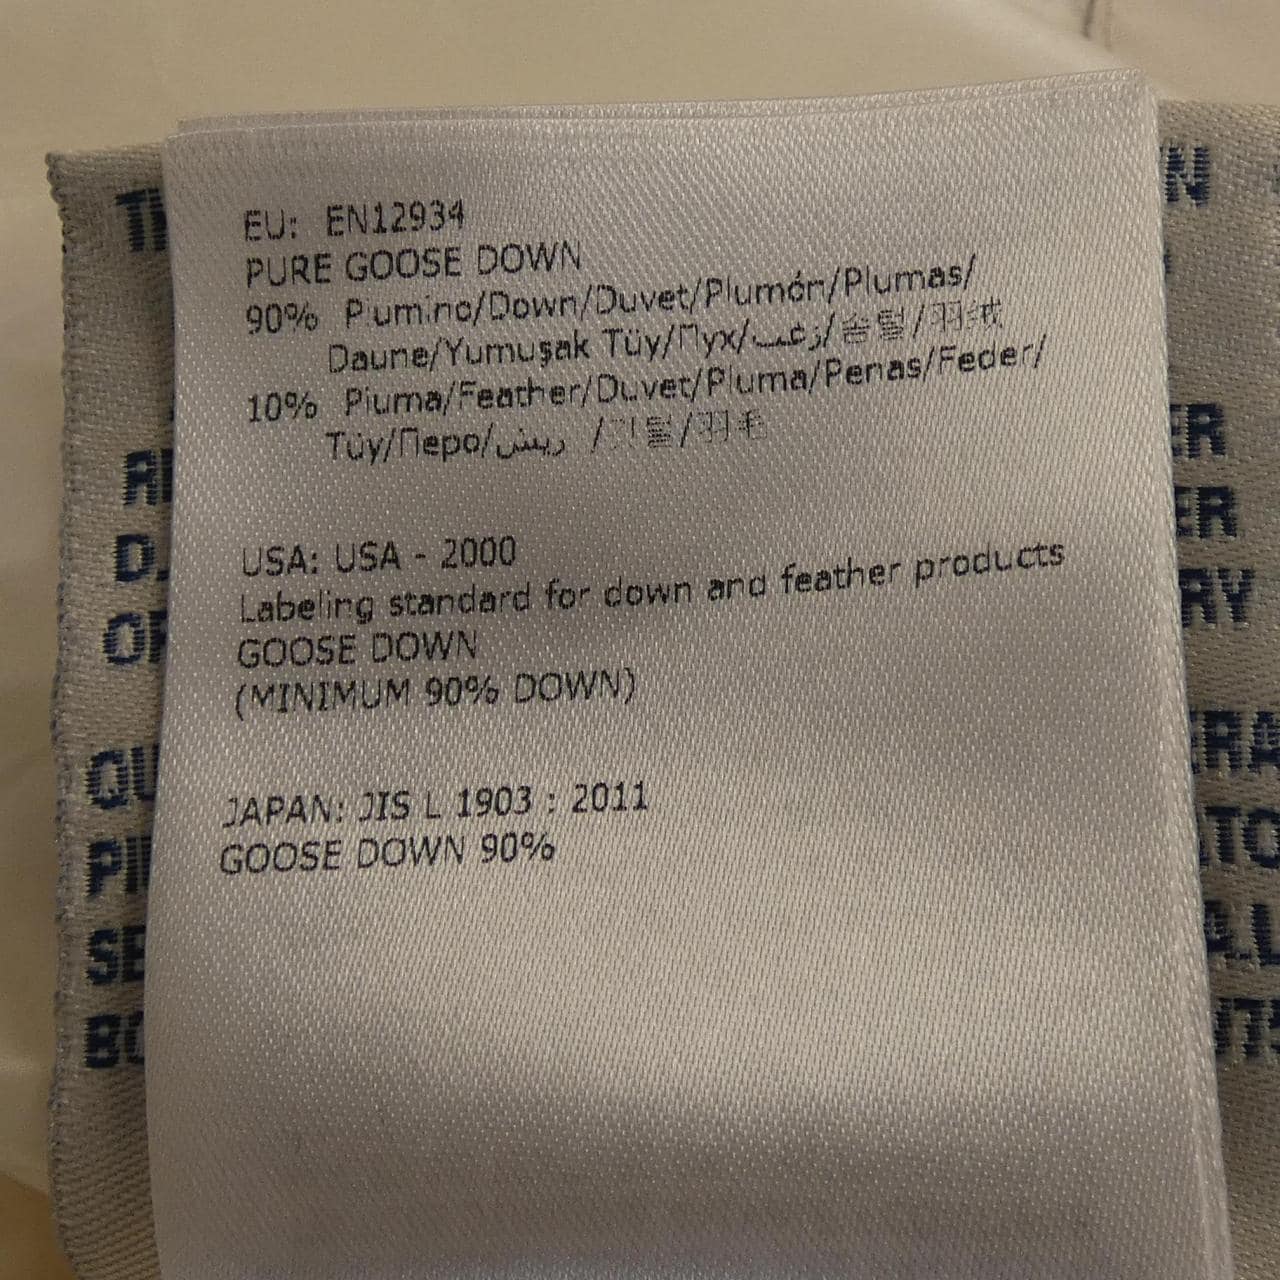 EU: EN12934
PURE GOOSE DOWN
90% Piumino/Down/Duvet/Plumón/Plumas/
Daune/Yumuşak Tüy/Пух/زغب/솜털/羽绒
10% Piuma/Feather/Duvet/Pluma/Penas/Feder/
Tüy/Перо/ريش /깃털/羽毛
USA: USA - 2000
Labeling standard for down and feather products
GOOSE DOWN
(MINIMUM 90% DOWN)
JAPAN: JIS L 1903 : 2011
GOOSE DOWN 90%